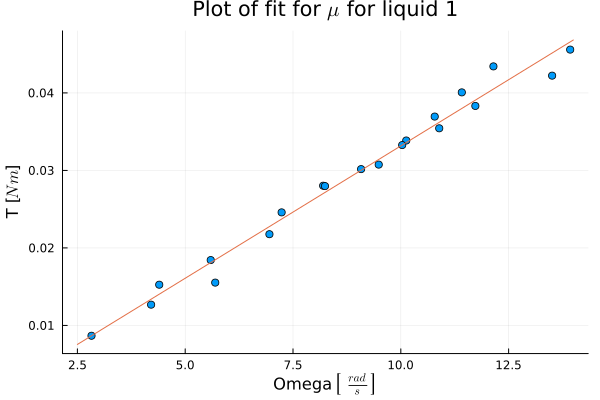 Plot of fit for μ for liquid 1
T [Nm]
0.04
0.03
0.02
0.01
2.5 5.0 7.5 10.0 12.5
Omega [ rad/s ]